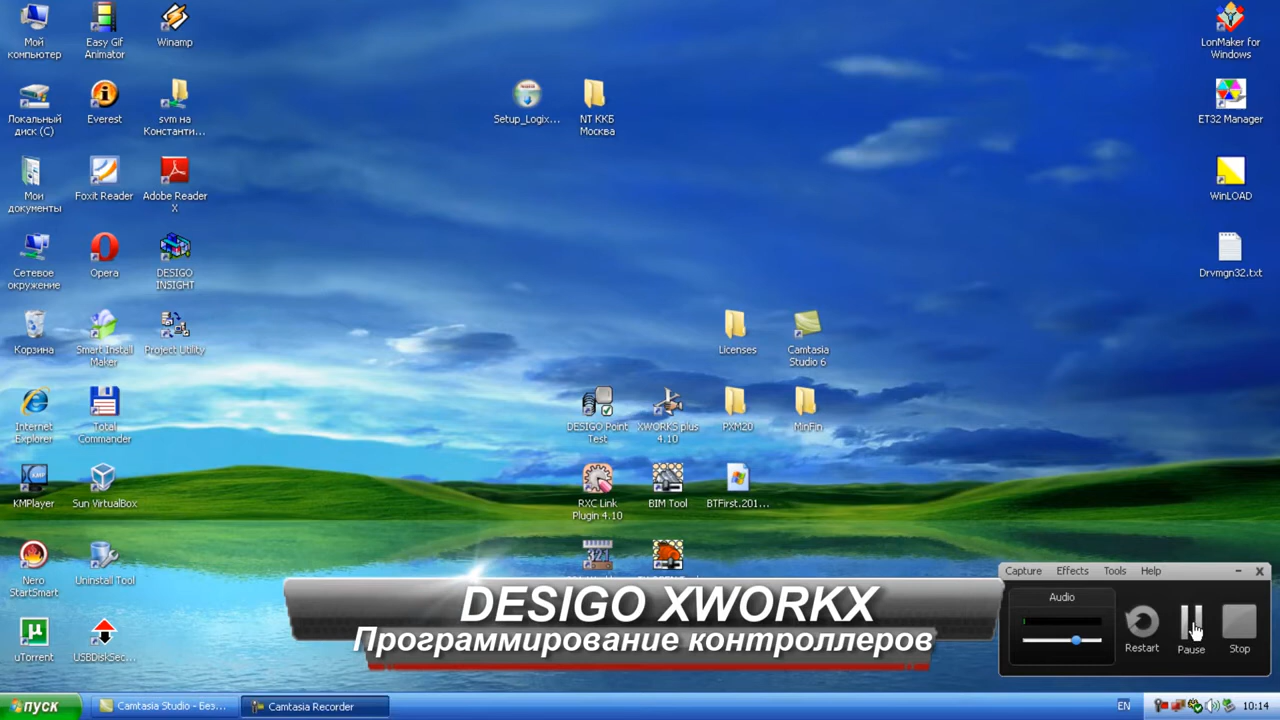 Мой
компьютер
Easy Gif
Animator
Winamp
LonMaker for
Windows
Локальный
диск (C)
Everest
svm на
Константи...
Setup_Logix...
NT ККБ
Москва
ET32 Manager
Мои
документы
Foxit Reader
Adobe Reader
X
WinLOAD
Сетевое
окружение
Opera
DESIGO
INSIGHT
Drvmgn32.txt
Корзина
Smart Install
Maker
Project Utility
Licenses
Camtasia
Studio 6
Internet
Explorer
Total
Commander
DESIGO Point
Test
XWORKS plus
4.10
PXM20
MinFin
KMPlayer
Sun VirtualBox
RXC Link
Plugin 4.10
BIM Tool
BTFirst.201...
Nero
StartSmart
Uninstall Tool
321
uTorrent
USBDiskSec...
DESIGO XWORKX
Программирование контроллеров
Capture Effects Tools Help
Audio
Restart
Pause
Stop
пуск
Camtasia Studio - Без...
Camtasia Recorder
EN
10:14